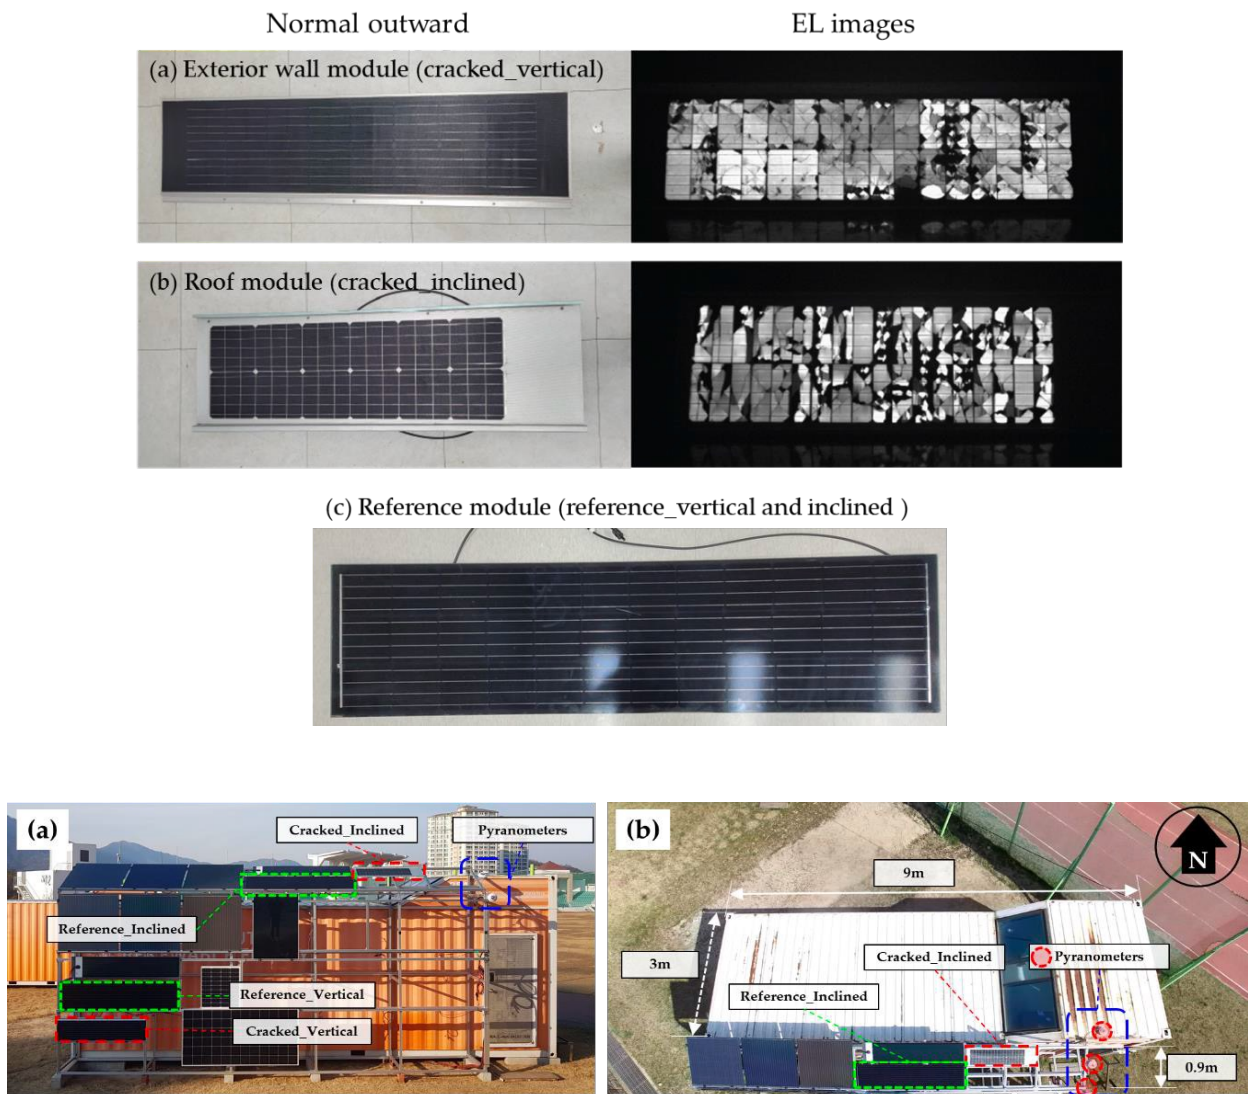 Normal outward
EL images
(a) Exterior wall module (cracked_vertical)
(b) Roof module (cracked_inclined)
(c) Reference module (reference_vertical and inclined )
(a)
Cracked_Inclined
Pyranometers
Reference_Inclined
Reference_Vertical
Cracked_Vertical
(b)
N
9m
3m
Cracked_Inclined
Pyranometers
Reference_Inclined
0.9m